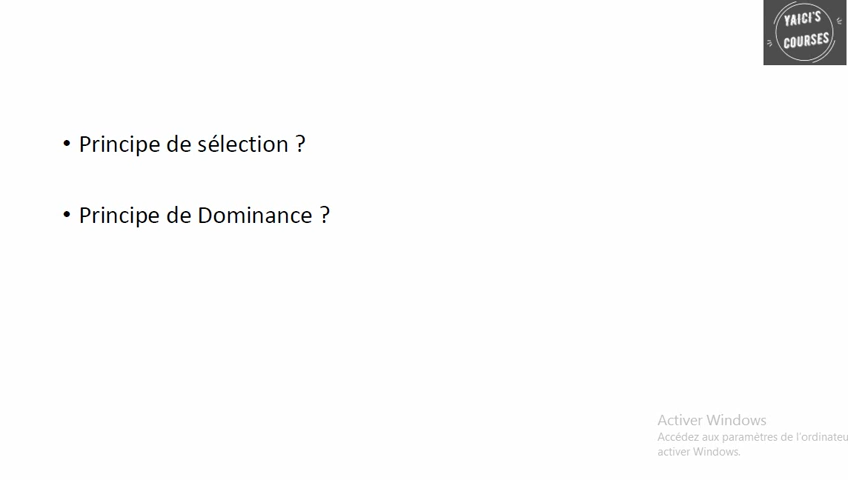 YAICI'S
COURSES
• Principe de sélection ?
• Principe de Dominance ?
Activer Windows
Accédez aux paramètres de l'ordinateu
activer Windows.